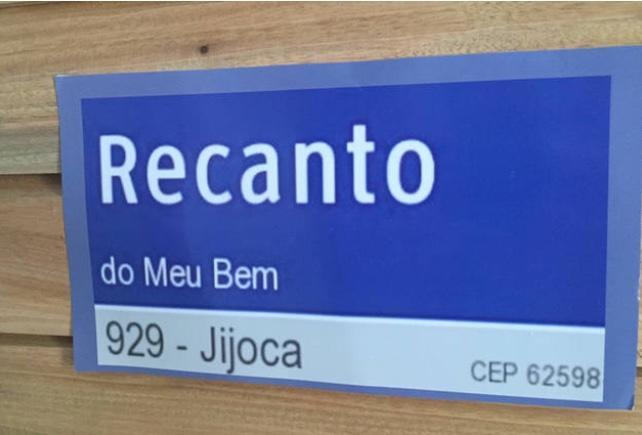 Recanto
do Meu Bem
929 - Jijoca
CEP 62598